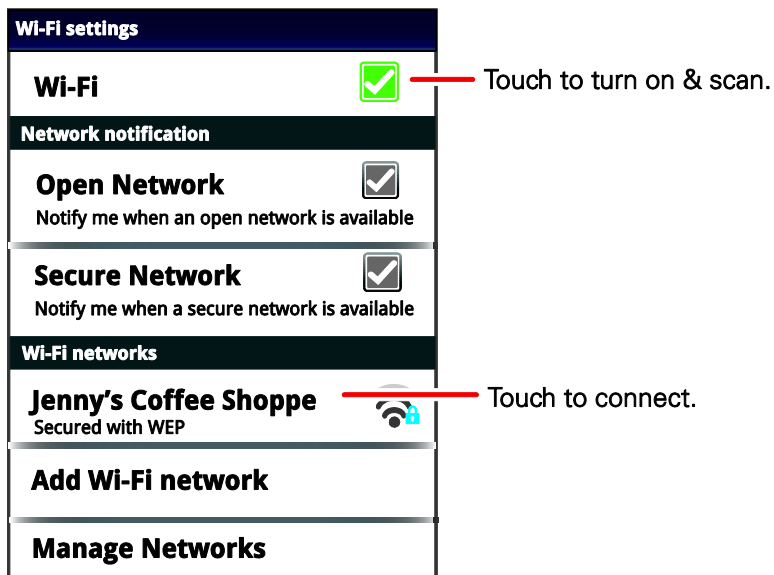 Wi-Fi settings
Wi-Fi
Touch to turn on & scan.
Network notification
Open Network
Notify me when an open network is available
Secure Network
Notify me when a secure network is available
Wi-Fi networks
Jenny's Coffee Shoppe
Touch to connect.
Secured with WEP
Add Wi-Fi network
Manage Networks